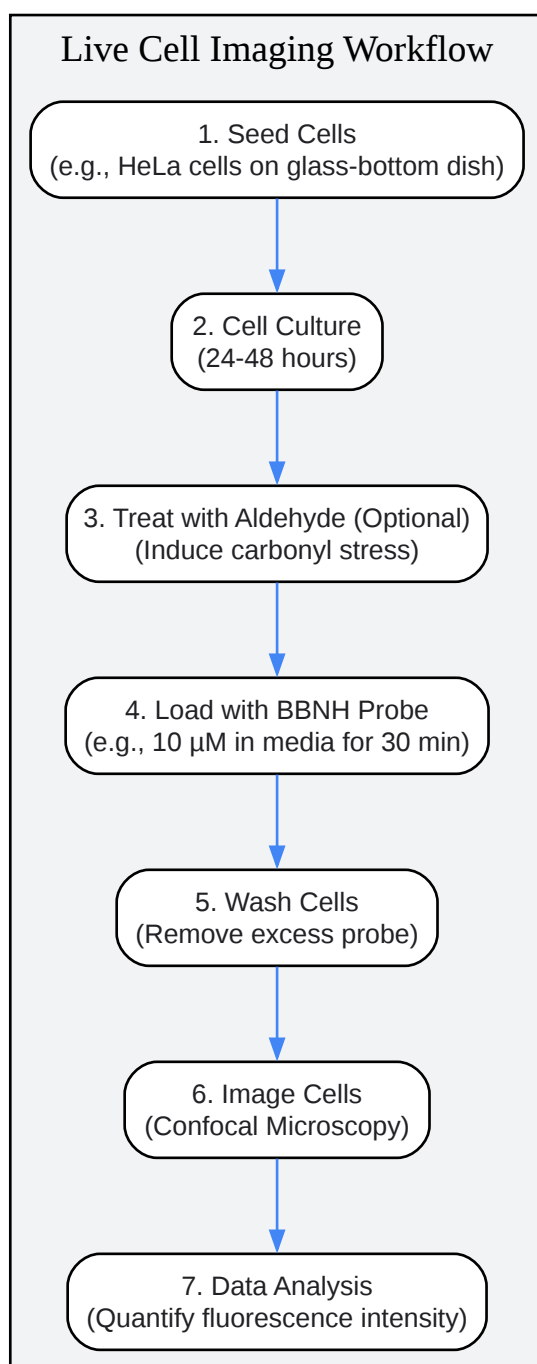 Live Cell Imaging Workflow
1. Seed Cells
(e.g., HeLa cells on glass-bottom dish)
2. Cell Culture
(24-48 hours)
3. Treat with Aldehyde (Optional)
(Induce carbonyl stress)
4. Load with BBNH Probe
(e.g., 10 µM in media for 30 min)
5. Wash Cells
(Remove excess probe)
6. Image Cells
(Confocal Microscopy)
7. Data Analysis
(Quantify fluorescence intensity)